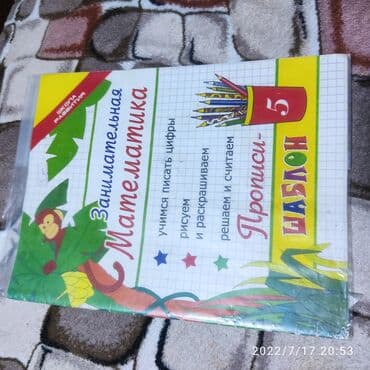 ШКОЛА
РАЗВИТИЯ
Занимательная
Математика
учимся писать цифры
рисуем
и раскрашиваем
решаем и считаем
Прописи-
ШАБЛОН
5
2022/7/17 20:53